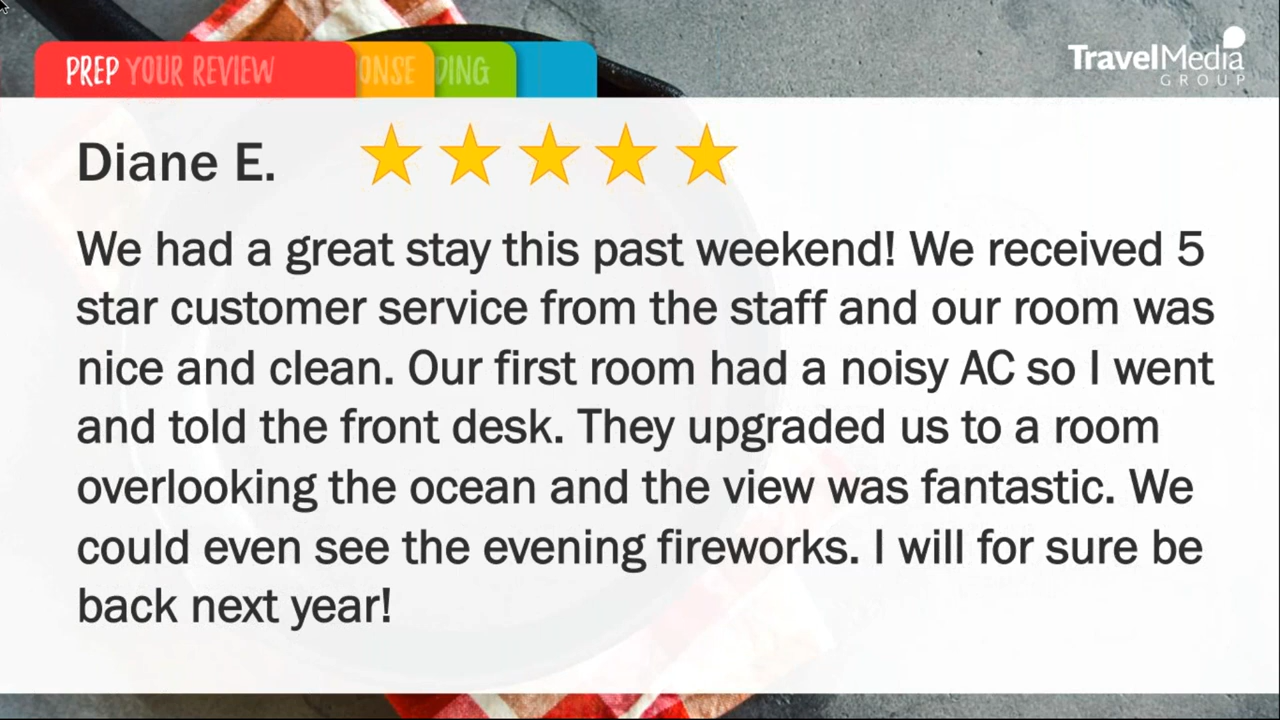 PREP YOUR REVIEW
TravelMedia
GROUP
Diane E.
We had a great stay this past weekend! We received 5
star customer service from the staff and our room was
nice and clean. Our first room had a noisy AC so I went
and told the front desk. They upgraded us to a room
overlooking the ocean and the view was fantastic. We
could even see the evening fireworks. I will for sure be
back next year!